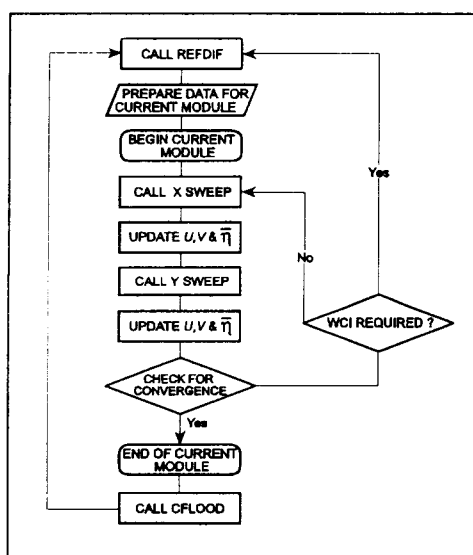 CALL REFDIF
PREPARE DATA FOR
CURRENT MODULE
BEGIN CURRENT
MODULE
Yes
CALL X SWEEP
UPDATE U,V & η̅
No
CALL Y SWEEP
UPDATE U,V & η̅
WCI REQUIRED ?
CHECK FOR
CONVERGENCE
Yes
END OF CURRENT
MODULE
CALL CFLOOD